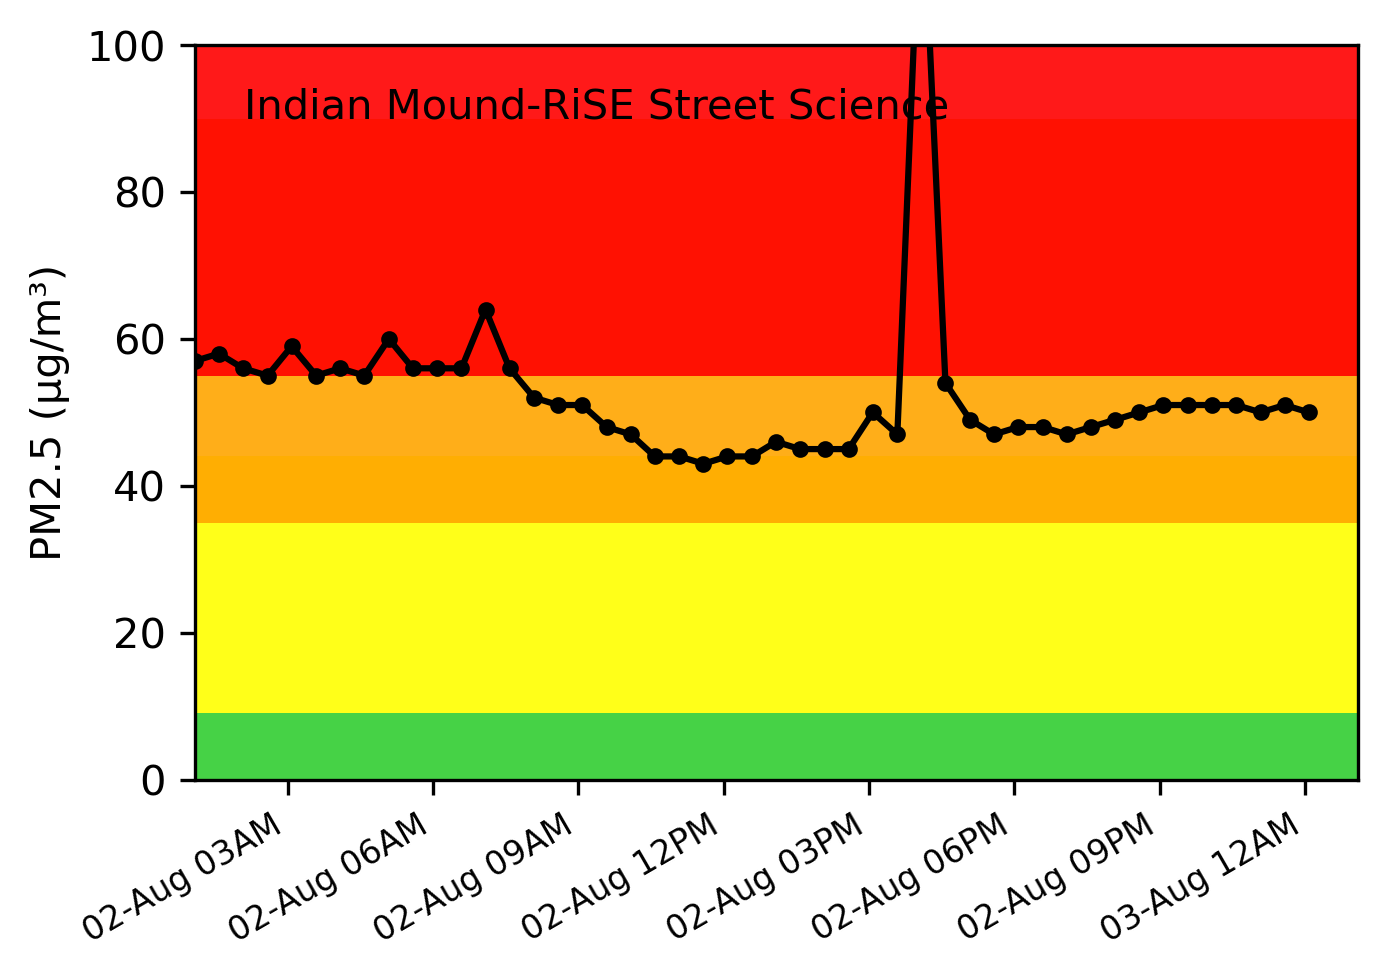 100
Indian Mound-RiSE Street Science
80
60
40
20
0
PM2.5 (µg/m³)
02-Aug 03AM
02-Aug 06AM
02-Aug 09AM
02-Aug 12PM
02-Aug 03PM
02-Aug 06PM
02-Aug 09PM
03-Aug 12AM